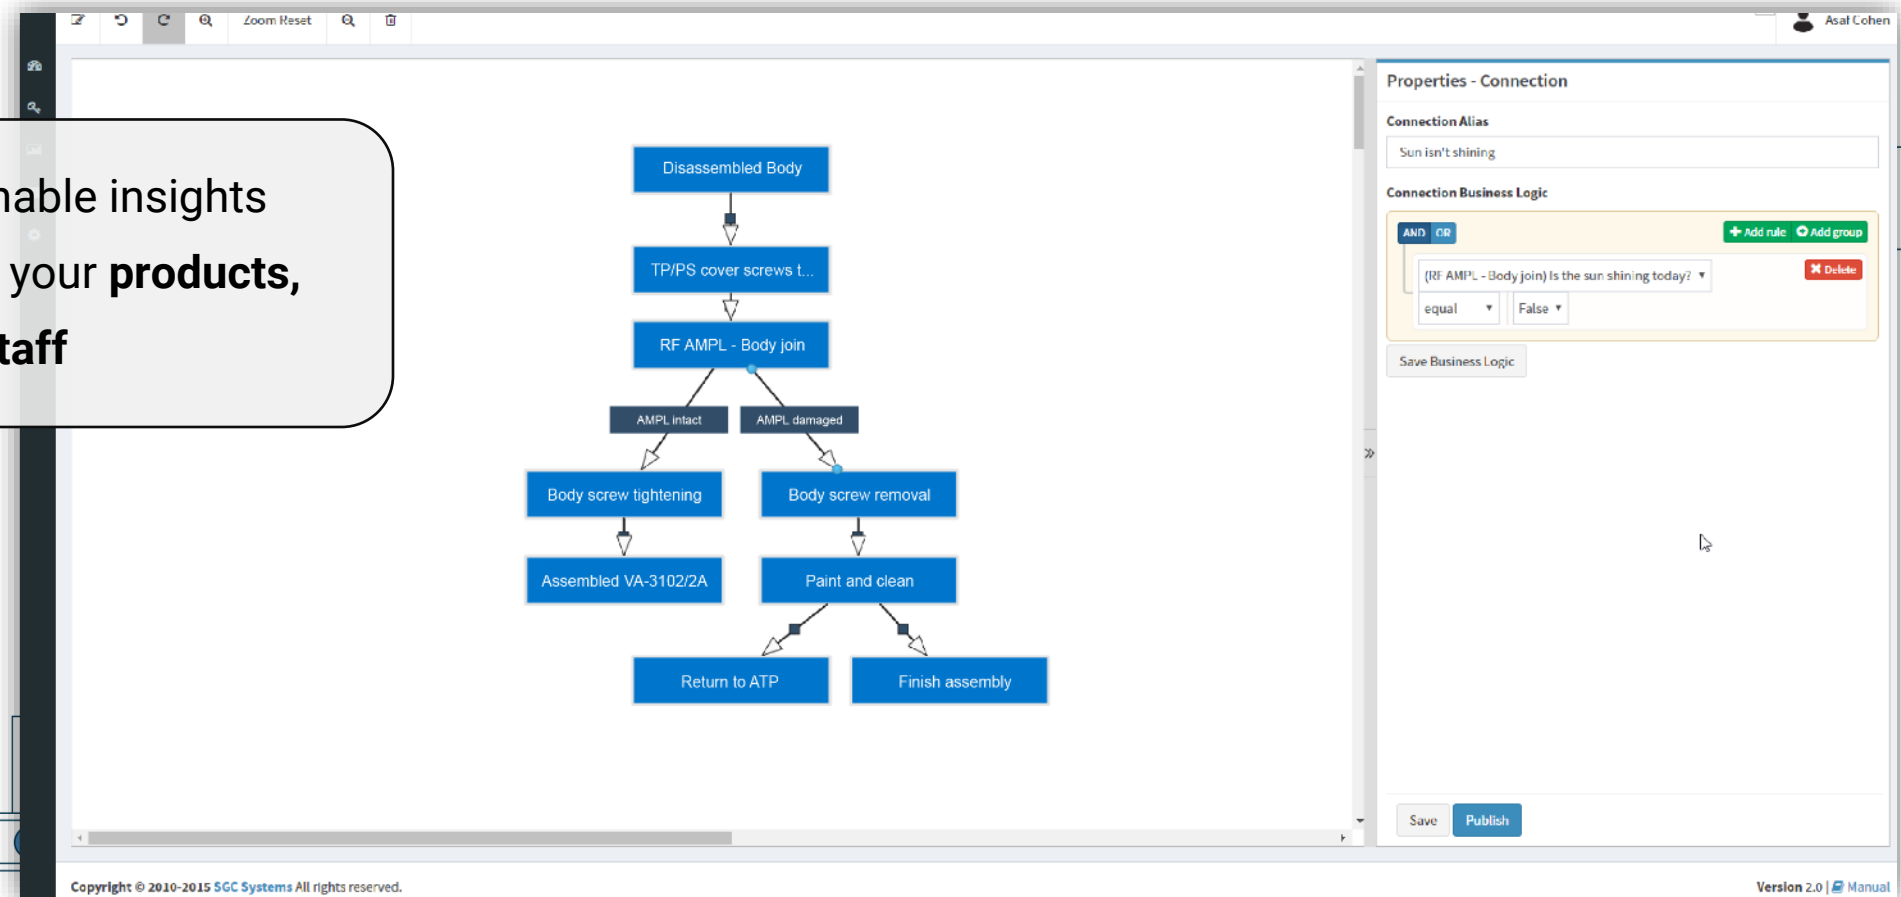 Zoom Reset
Asaf Cohen
insights
your products,
Disassembled Body
TP/PS cover screws t...
RF AMPL - Body join
AMPL intact
AMPL damaged
Body screw tightening
Body screw removal
Assembled VA-3102/2A
Paint and clean
Return to ATP
Finish assembly
Properties - Connection
Connection Alias
Sun isn't shining
Connection Business Logic
AND OR
Add rule Add group
(RF AMPL - Body join) Is the sun shining today?
Delete
equal False
Save Business Logic
Save Publish
Copyright © 2010-2015 SGC Systems All rights reserved.
Version 2.0 | Manual